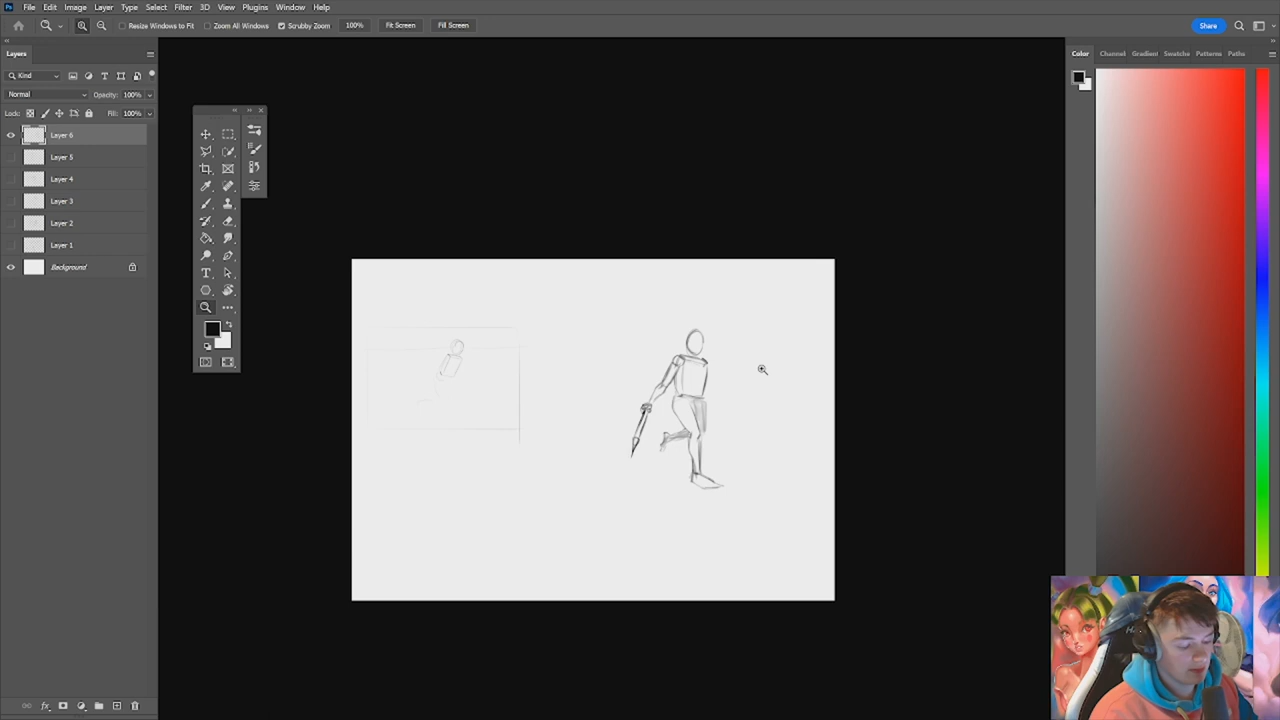 Ps File Edit Image Layer Type Select Filter 3D View Plugins Window Help
Resize Windows to Fit Zoom All Windows Scrubby Zoom 100% Fit Screen Fill Screen Share
Layers
Kind
Normal Opacity: 100%
Lock: Fill: 100%
Layer 6
Layer 5
Layer 4
Layer 3
Layer 2
Layer 1
Background
fx
Color Channel Gradient Swatche Patterns Paths